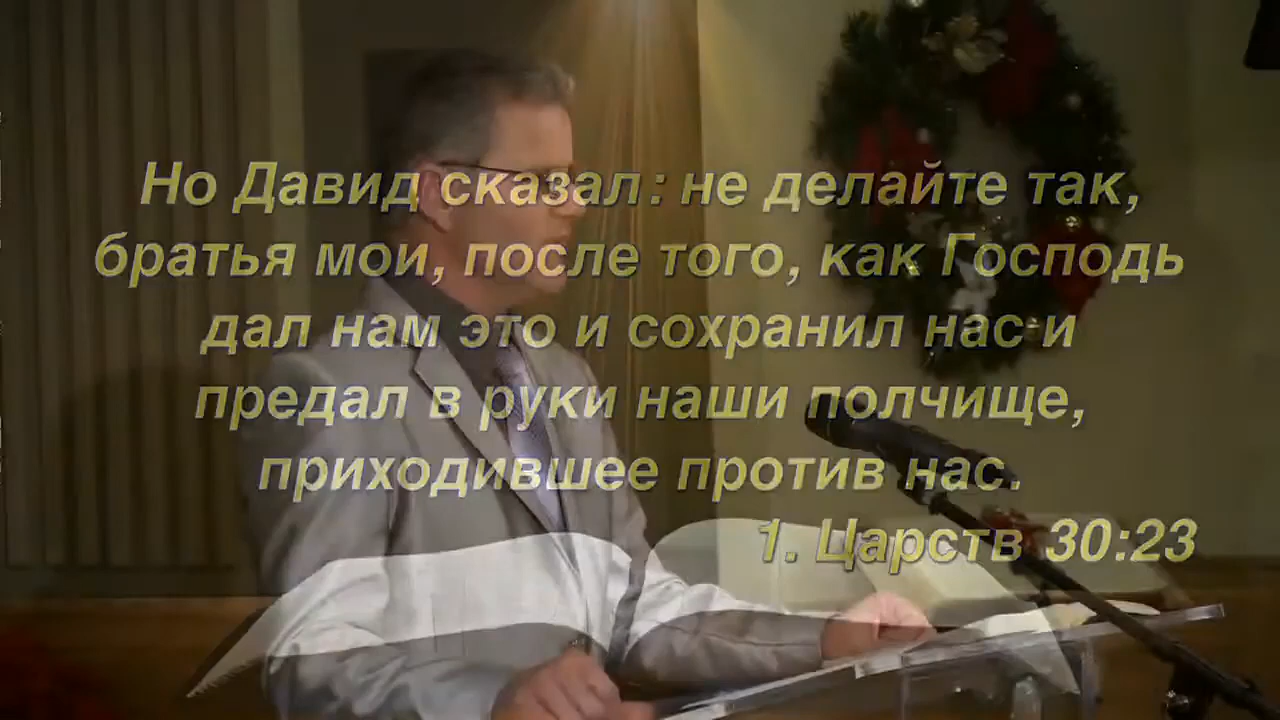 Но Давид сказал: не делайте так,
братья мои, после того, как Господь
дал нам это и сохранил нас и
предал в руки наши полчище,
приходившее против нас.
1. Царств 30:23